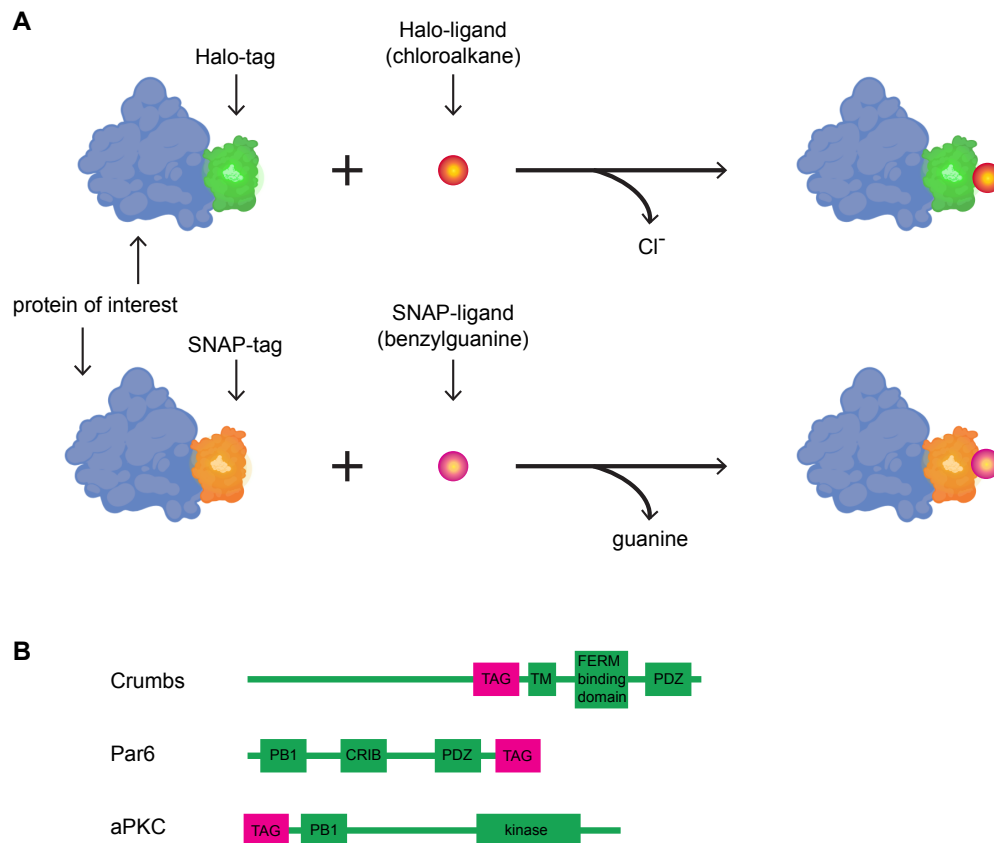 A
Halo-tag
Halo-ligand
(chloroalkane)
+
Cl⁻
protein of interest
SNAP-tag
SNAP-ligand
(benzylguanine)
+
guanine
B
Crumbs
TAG
TM
FERM
binding
domain
PDZ
Par6
PB1
CRIB
PDZ
TAG
aPKC
TAG
PB1
kinase